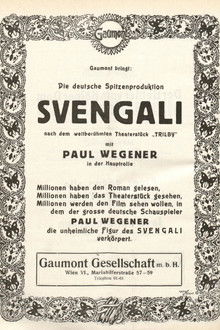 Gaumont
Gaumont bringt:
Die deutsche Spitzenproduktion
SVENGALI
nach dem weltberühmten Theaterstück „TRILBY"
mit
PAUL WEGENER
in der Hauptrolle
Millionen haben den Roman gelesen,
Millionen haben das Theaterstück gesehen,
Millionen werden den Film sehen wollen, in
dem der grosse deutsche Schauspieler
PAUL WEGENER
die unheimliche Figur des SVENGALI
verkörpert.
Gaumont Gesellschaft m. b. H.
Wien VI., Mariahilferstraße 57-59